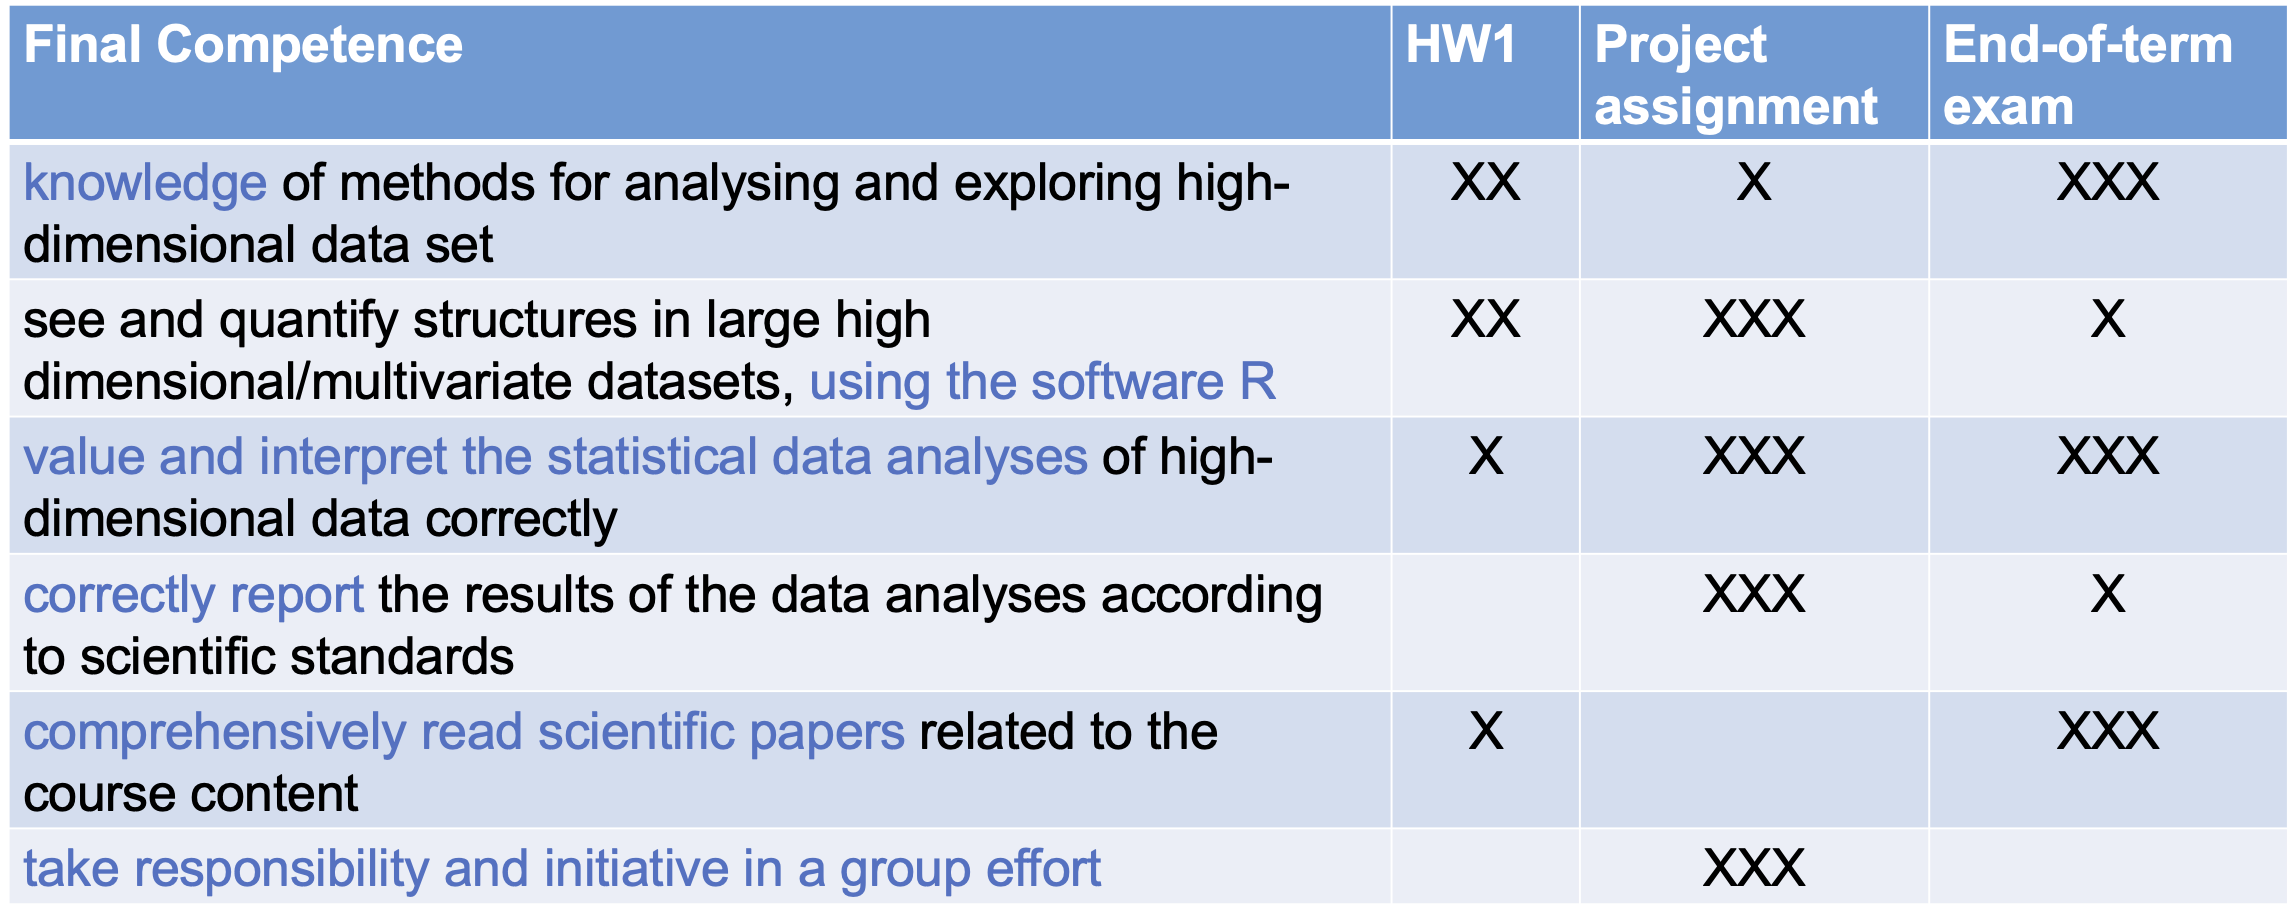 Final Competence HW1 Project assignment End-of-term exam
knowledge of methods for analysing and exploring high- XX X XXX
dimensional data set
see and quantify structures in large high XX XXX X
dimensional/multivariate datasets, using the software R
value and interpret the statistical data analyses of high- X XXX XXX
dimensional data correctly
correctly report the results of the data analyses according XXX X
to scientific standards
comprehensively read scientific papers related to the X XXX
course content
take responsibility and initiative in a group effort XXX